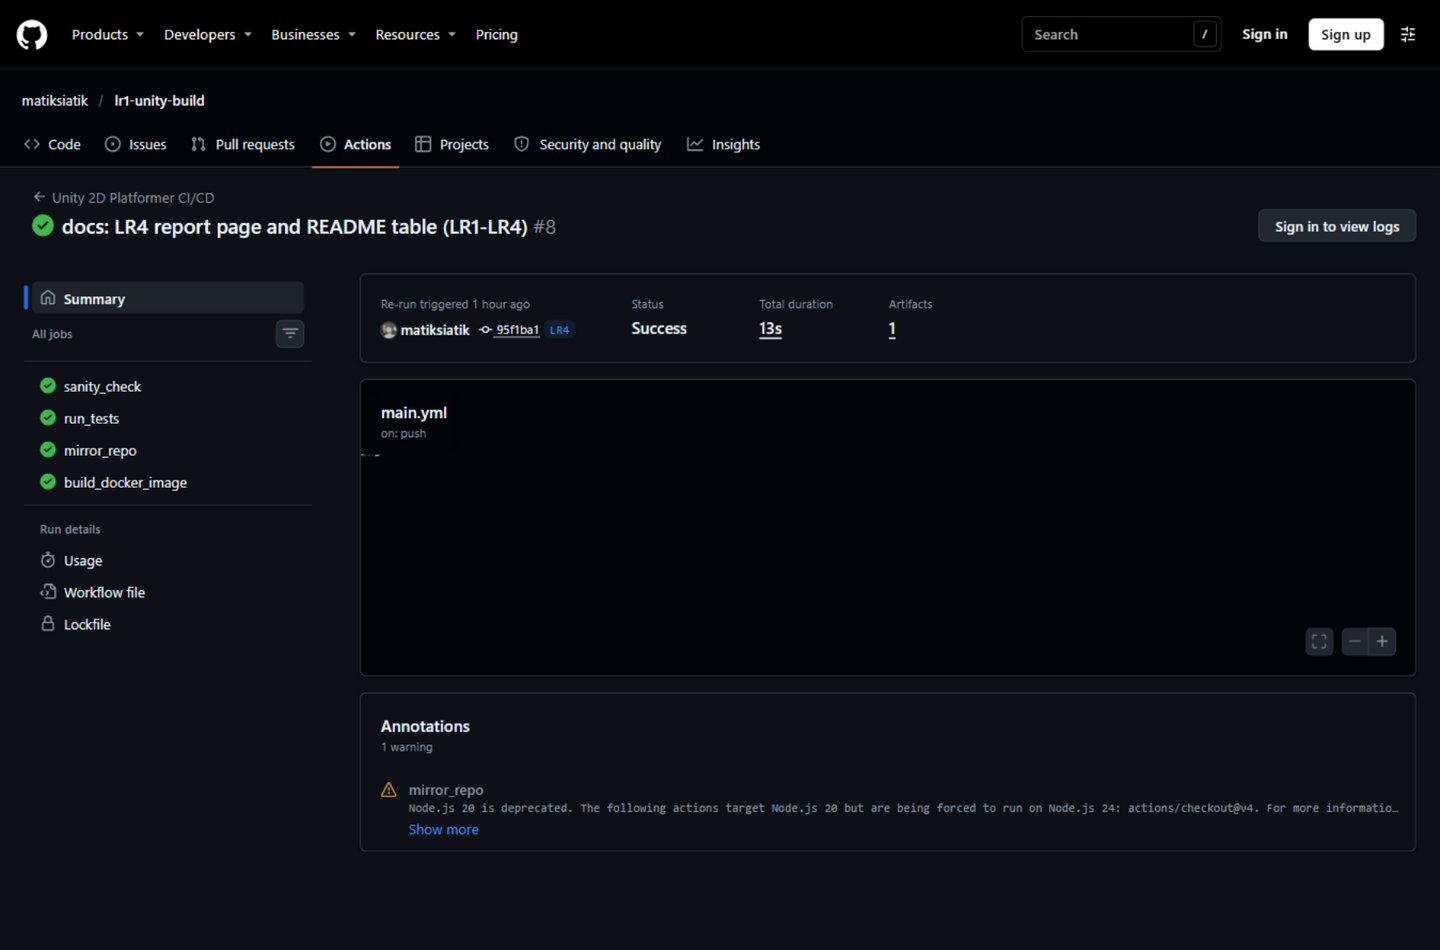 Products Developers Businesses Resources Pricing Search / Sign in Sign up
matiksiatik / lr1-unity-build
Code Issues Pull requests Actions Projects Security and quality Insights
Unity 2D Platformer CI/CD
docs: LR4 report page and README table (LR1-LR4) #8
Sign in to view logs
Summary
All jobs
sanity_check
run_tests
mirror_repo
build_docker_image
Run details
Usage
Workflow file
Lockfile
Re-run triggered 1 hour ago Status Total duration Artifacts
matiksiatik 95f1ba1 LR4 Success 13s 1
main.yml
on: push
Annotations
1 warning
mirror_repo
Node.js 20 is deprecated. The following actions target Node.js 20 but are being forced to run on Node.js 24: actions/checkout@v4. For more informatio…
Show more